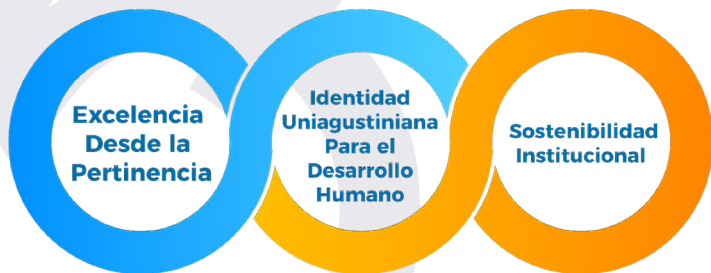 Excelencia
Desde la
Pertinencia
Identidad
Uniagustiniana
Para el
Desarrollo
Humano
Sostenibilidad
Institucional